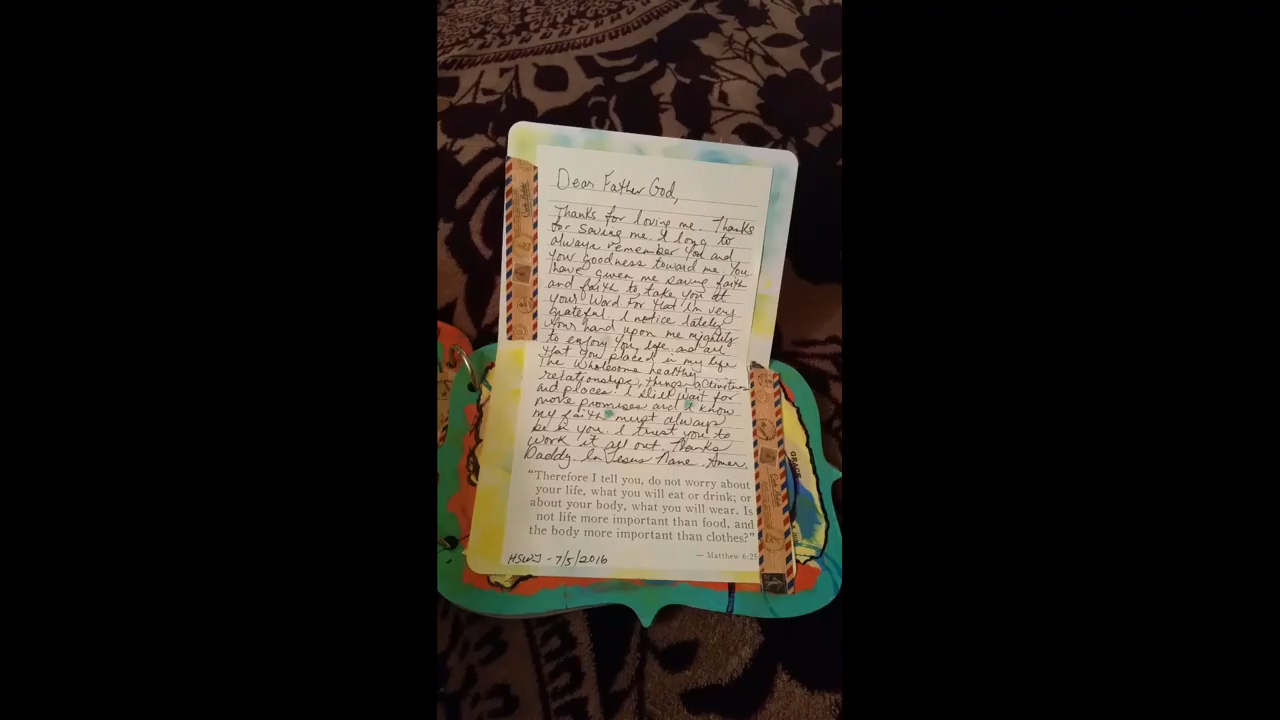 Dear Father God,
Thanks for loving me. Thanks
for saving me. I long to
always remember You and
your goodness toward me. You
have given me saving faith
and faith to take you at
your Word. For that I'm very
grateful. I notice lately
Your hand upon me mightily
to enjoy You, life and all
that You placed in my life
The wholesome healthy
relationships, things, activities
and places. I still wait for
more promises and I know
my faith must always
be in you. I trust you to
work it all out. Thanks
Daddy. In Jesus Name. Amen.
"Therefore I tell you, do not worry about
your life, what you will eat or drink; or
about your body, what you will wear. Is
not life more important than food, and
the body more important than clothes?"
— Matthew 6:25
- 7/5/2016
GRACE